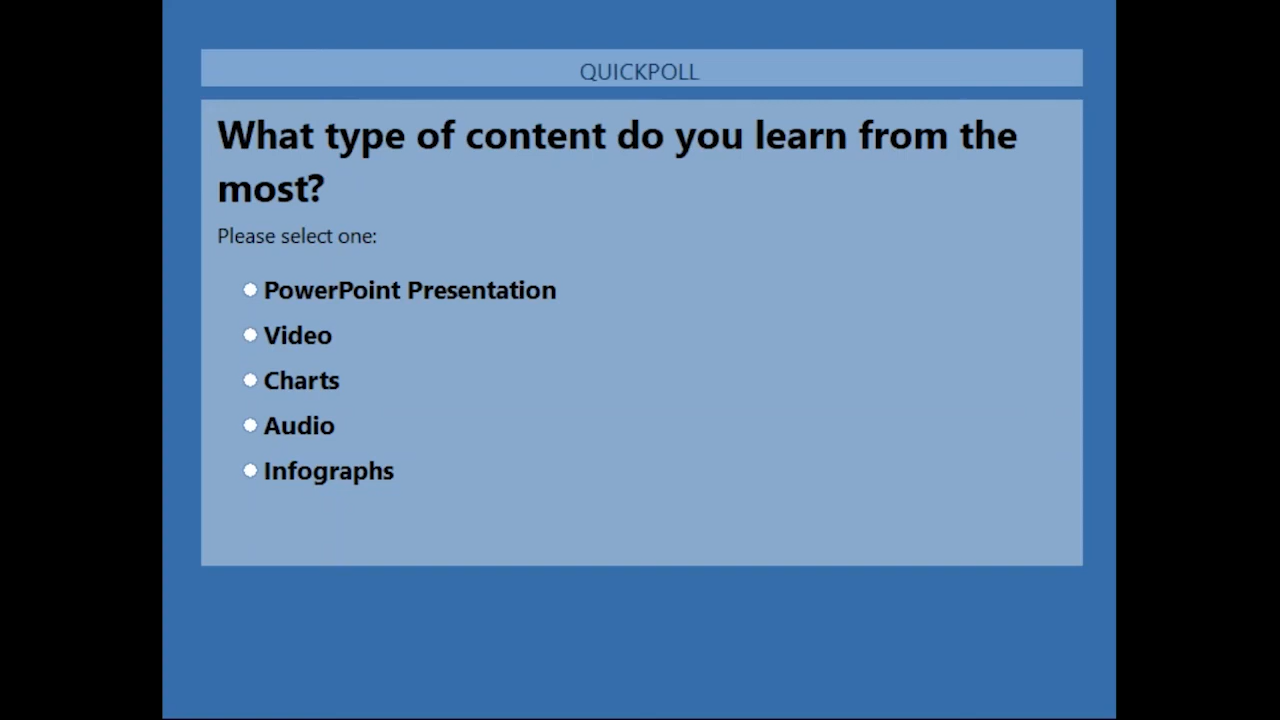 QUICKPOLL
What type of content do you learn from the
most?
Please select one:
PowerPoint Presentation
Video
Charts
Audio
Infographs